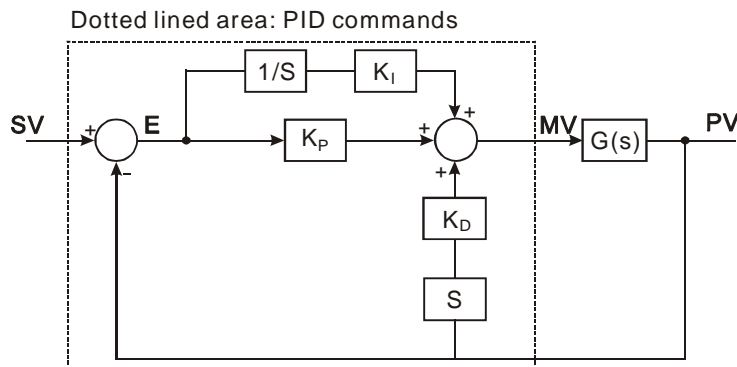 Dotted lined area: PID commands
1/S
K_I
SV
+
E
+
+
MV
PV
K_P
G(s)
−
+
K_D
S